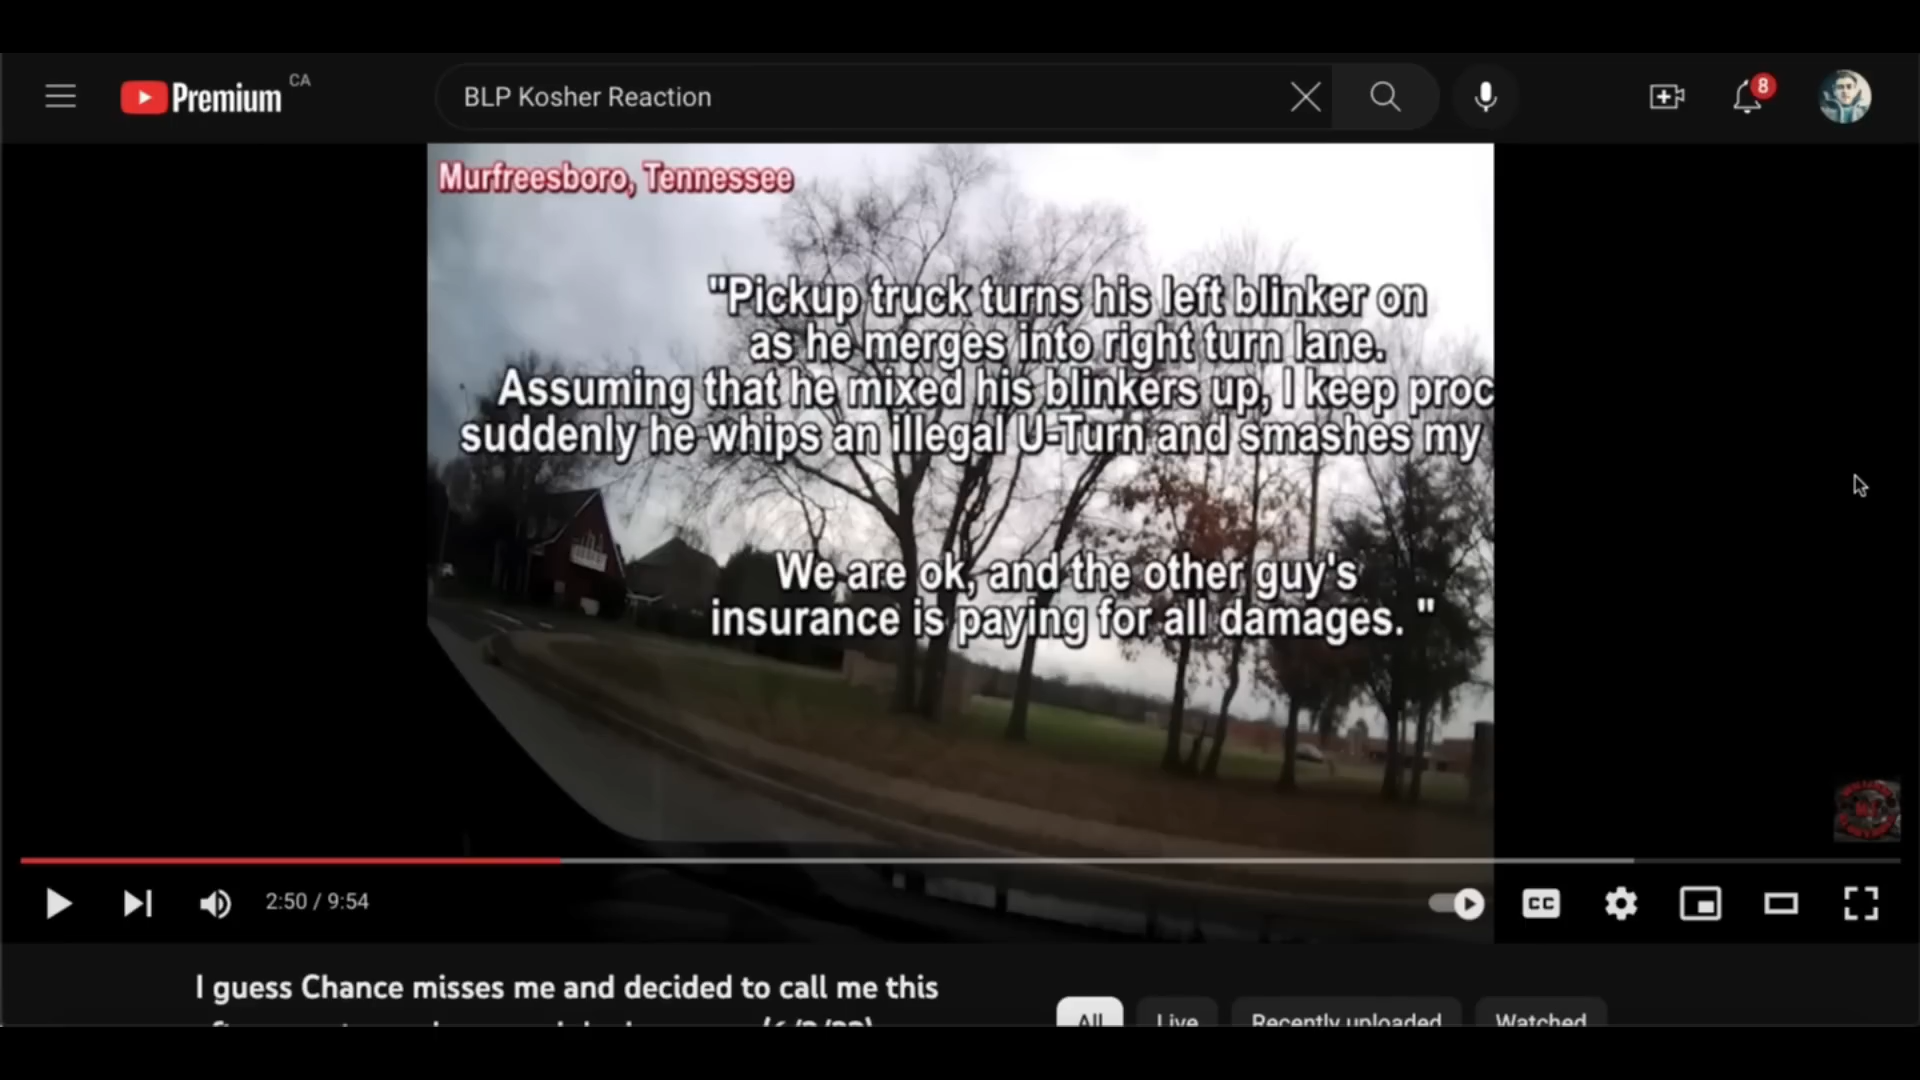 Premium CA
BLP Kosher Reaction
8
Murfreesboro, Tennessee
"Pickup truck turns his left blinker on
as he merges into right turn lane.
Assuming that he mixed his blinkers up, I keep proc
suddenly he whips an illegal U-Turn and smashes my
We are ok, and the other guy's
insurance is paying for all damages. "
2:50 / 9:54
CC
I guess Chance misses me and decided to call me this
All Live Recently uploaded Watched